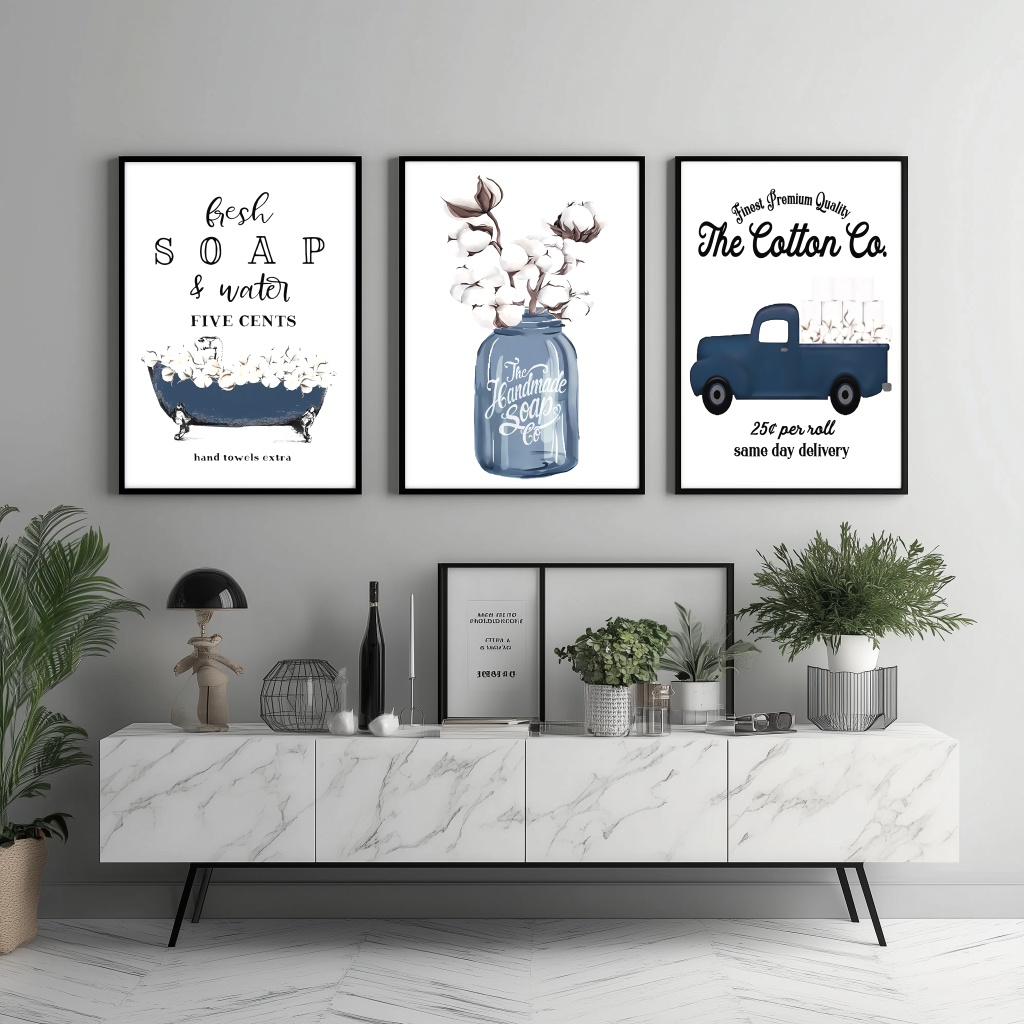 fresh
SOAP
& water
FIVE CENTS
hand towels extra
The
Handmade
Soap
Co
Finest Premium Quality
The Cotton Co.
25¢ per roll
same day delivery